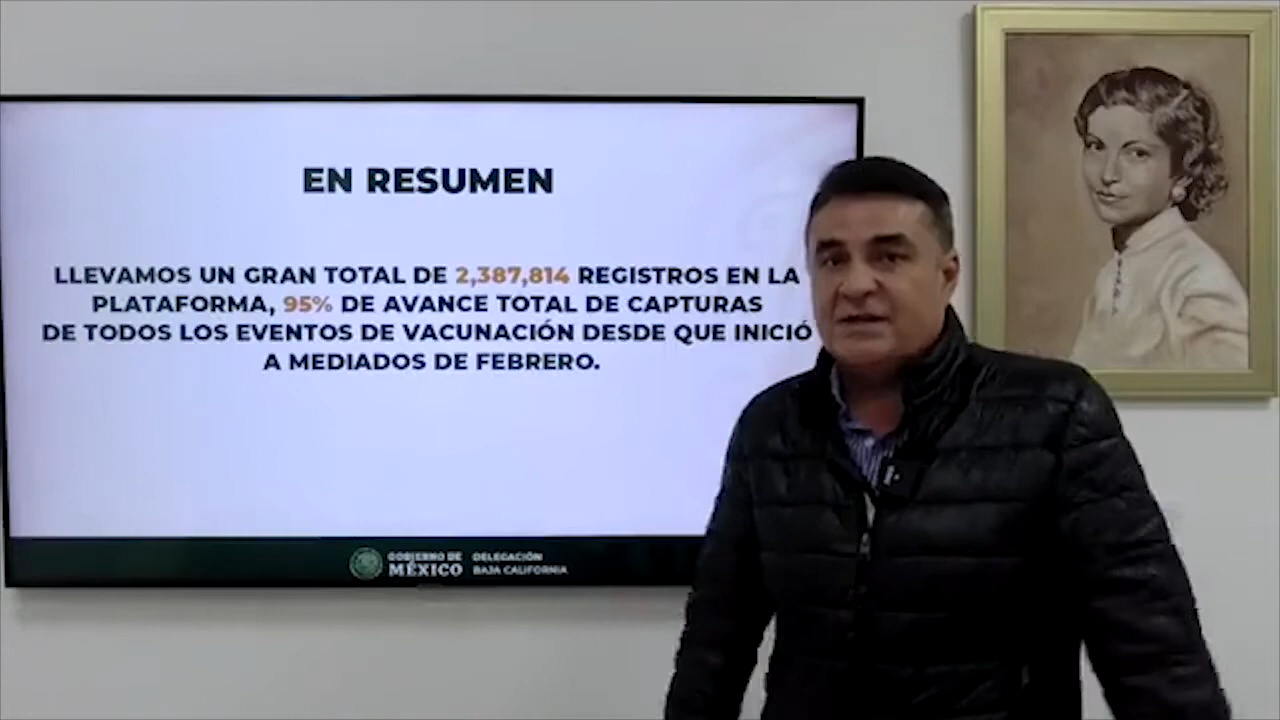 EN RESUMEN
LLEVAMOS UN GRAN TOTAL DE 2,387,814 REGISTROS EN LA
PLATAFORMA, 95% DE AVANCE TOTAL DE CAPTURAS
DE TODOS LOS EVENTOS DE VACUNACIÓN DESDE QUE INICIÓ
A MEDIADOS DE FEBRERO.
GOBIERNO DE
MÉXICO
DELEGACIÓN
BAJA CALIFORNIA